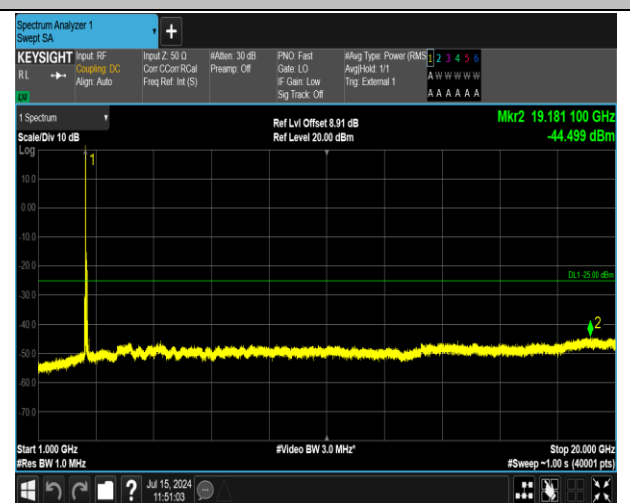 Spectrum Analyzer 1
Swept SA
+
KEYSIGHT Input: RF Input Z: 50 Ω #Atten: 30 dB PNO: Fast #Avg Type: Power (RMS 1 2 3 4 5 6
RL Coupling: DC Corr CCorr RCal Preamp: Off Gate: LO Avg|Hold: 1/1 A W W W W W
Align: Auto Freq Ref: Int (S) IF Gain: Low Trig: External 1
Sig Track: Off A A A A A A
1 Spectrum Ref Lvl Offset 8.91 dB Mkr2 19.181 100 GHz
Scale/Div 10 dB Ref Level 20.00 dBm -44.499 dBm
Log
1
10.0
0.00
-10.0
-20.0
DL1 -25.00 dBm
-30.0
-40.0
2
-50.0
-60.0
-70.0
Start 1.000 GHz #Video BW 3.0 MHz* Stop 20.000 GHz
#Res BW 1.0 MHz #Sweep ~1.00 s (40001 pts)
? Jul 15, 2024
11:51:03